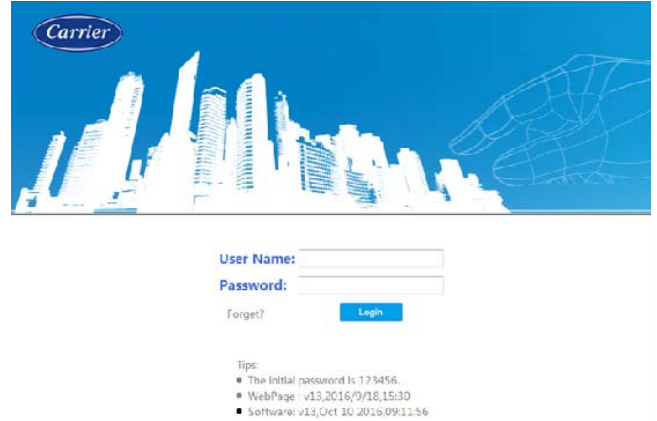 Carrier
User Name:
Password:
Forget?
Login
Tips:
The initial password is 123456.
WebPage : v13,2016/9/18,15:30
Software: v13,Oct 10 2016,09:11:56